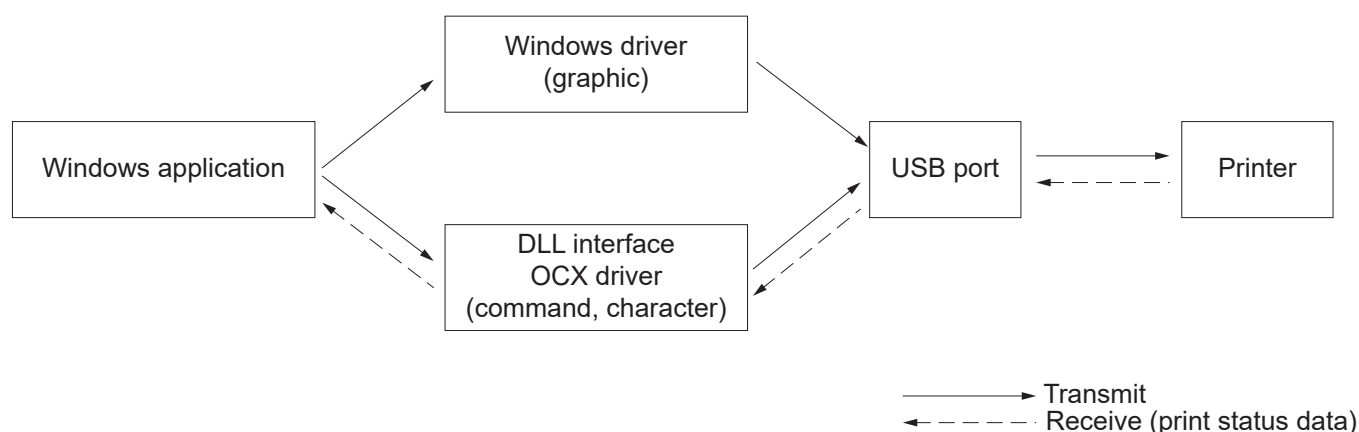 Windows driver
(graphic)
Windows application
USB port
Printer
DLL interface
OCX driver
(command, character)
Transmit
Receive (print status data)